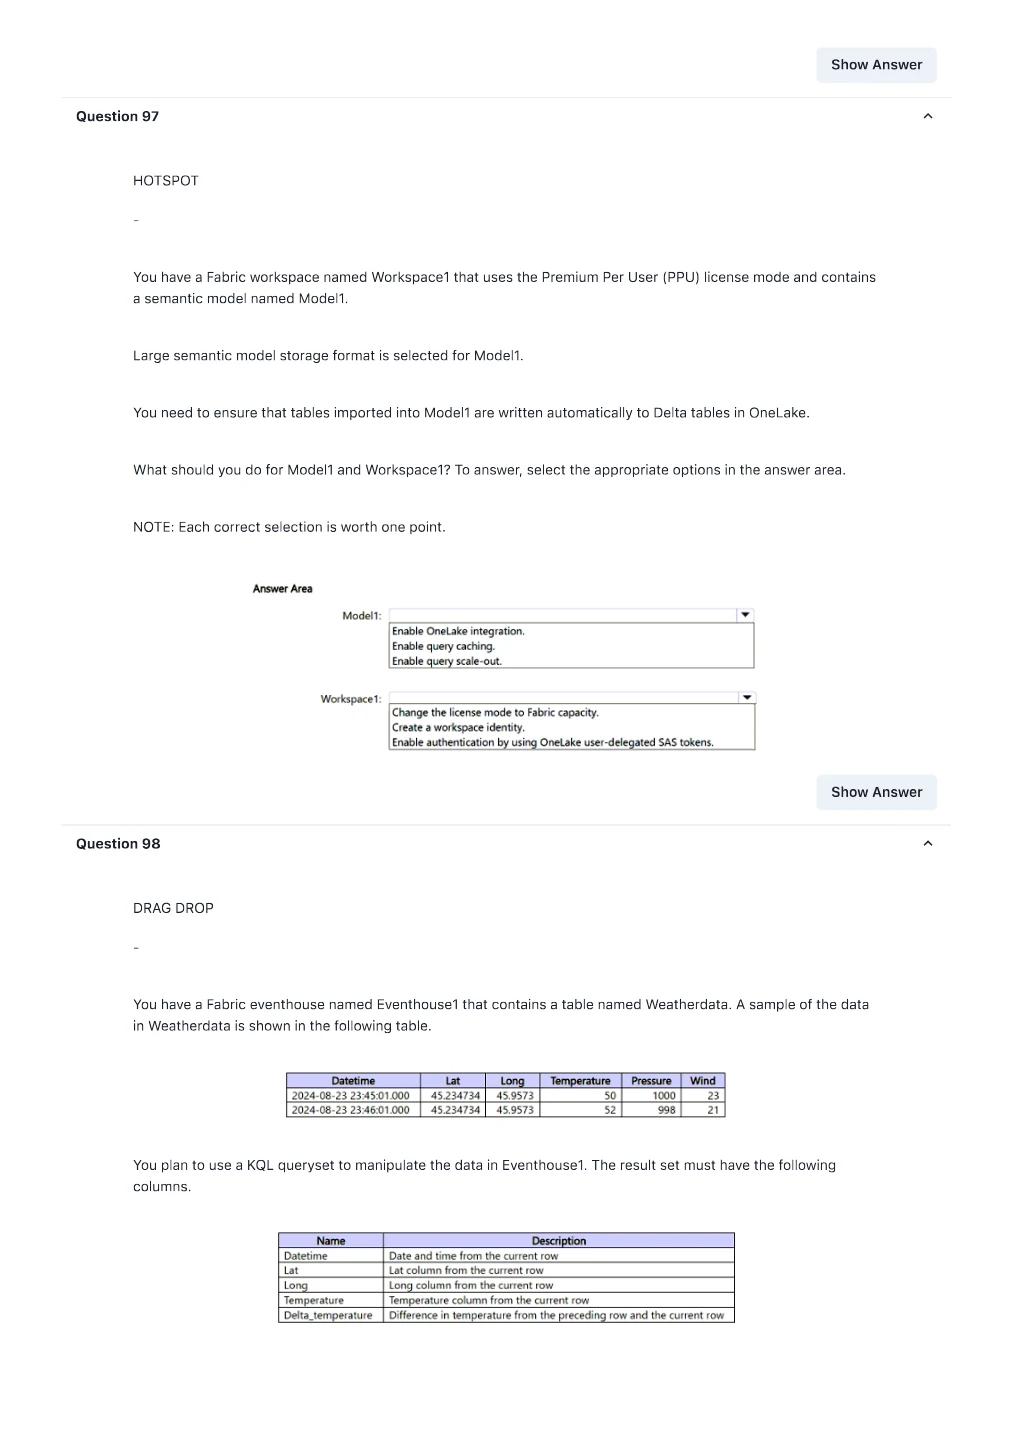 Show Answer
Question 97
HOTSPOT
-
You have a Fabric workspace named Workspace1 that uses the Premium Per User (PPU) license mode and contains
a semantic model named Model1.
Large semantic model storage format is selected for Model1.
You need to ensure that tables imported into Model1 are written automatically to Delta tables in OneLake.
What should you do for Model1 and Workspace1? To answer, select the appropriate options in the answer area.
NOTE: Each correct selection is worth one point.
Answer Area
Model1:
Enable OneLake integration.
Enable query caching.
Enable query scale-out.
Workspace1:
Change the license mode to Fabric capacity.
Create a workspace identity.
Enable authentication by using OneLake user-delegated SAS tokens.
Show Answer
Question 98
DRAG DROP
-
You have a Fabric eventhouse named Eventhouse1 that contains a table named Weatherdata. A sample of the data
in Weatherdata is shown in the following table.
Datetime Lat Long Temperature Pressure Wind
2024-08-23 23:45:01.000 45.234734 45.9573 50 1000 23
2024-08-23 23:46:01.000 45.234734 45.9573 52 998 21
You plan to use a KQL queryset to manipulate the data in Eventhouse1. The result set must have the following
columns.
Name Description
Datetime Date and time from the current row
Lat Lat column from the current row
Long Long column from the current row
Temperature Temperature column from the current row
Delta_temperature Difference in temperature from the preceding row and the current row